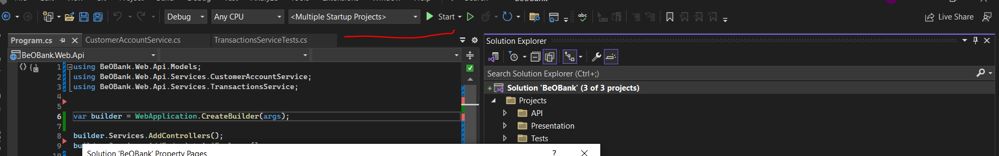 Debug Any CPU <Multiple Startup Projects> Start abc Live Share
Program.cs CustomerAccountService.cs TransactionsServiceTests.cs
Solution Explorer
BeOBank.Web.Api
1 using BeOBank.Web.Api.Models;
2 using BeOBank.Web.Api.Services.CustomerAccountService;
3 using BeOBank.Web.Api.Services.TransactionsService;
4
5
6 var builder = WebApplication.CreateBuilder(args);
7
8 builder.Services.AddControllers();
9
10
Search Solution Explorer (Ctrl+;)
Solution 'BeOBank' (3 of 3 projects)
Projects
API
Presentation
Tests
Solution 'BeOBank' Property Pages ?